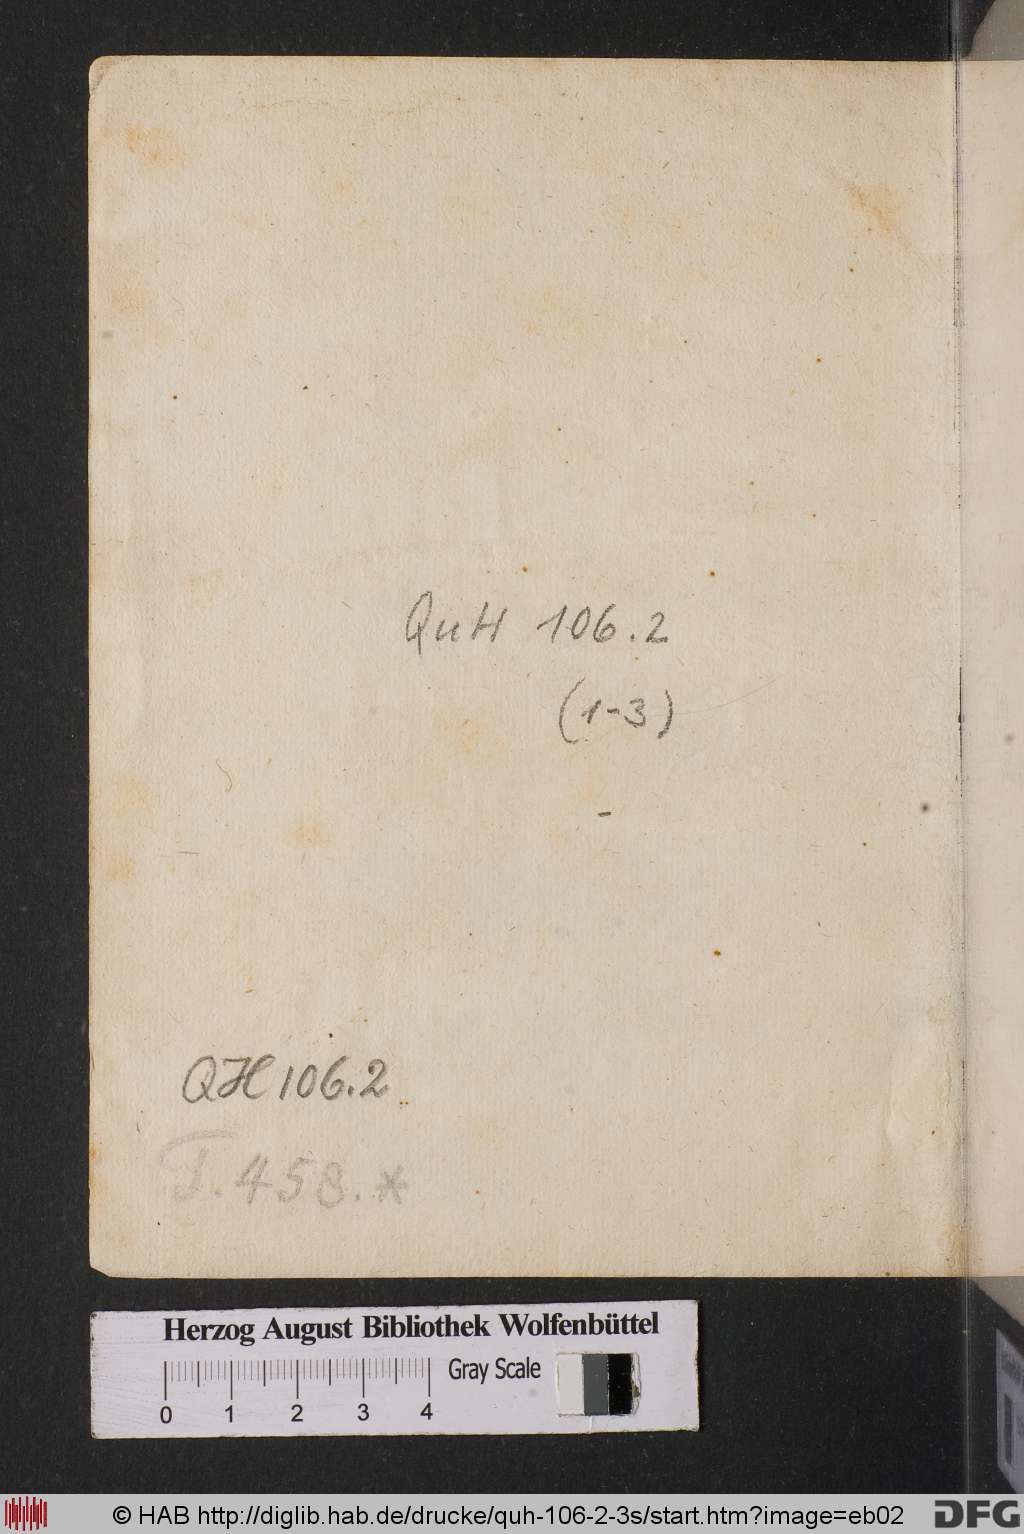 QuH 106.2
(1-3)
QH 106.2
T. 458. *
Herzog August Bibliothek Wolfenbüttel
Gray Scale
0 1 2 3 4
© HAB http://diglib.hab.de/drucke/quh-106-2-3s/start.htm?image=eb02
DFG